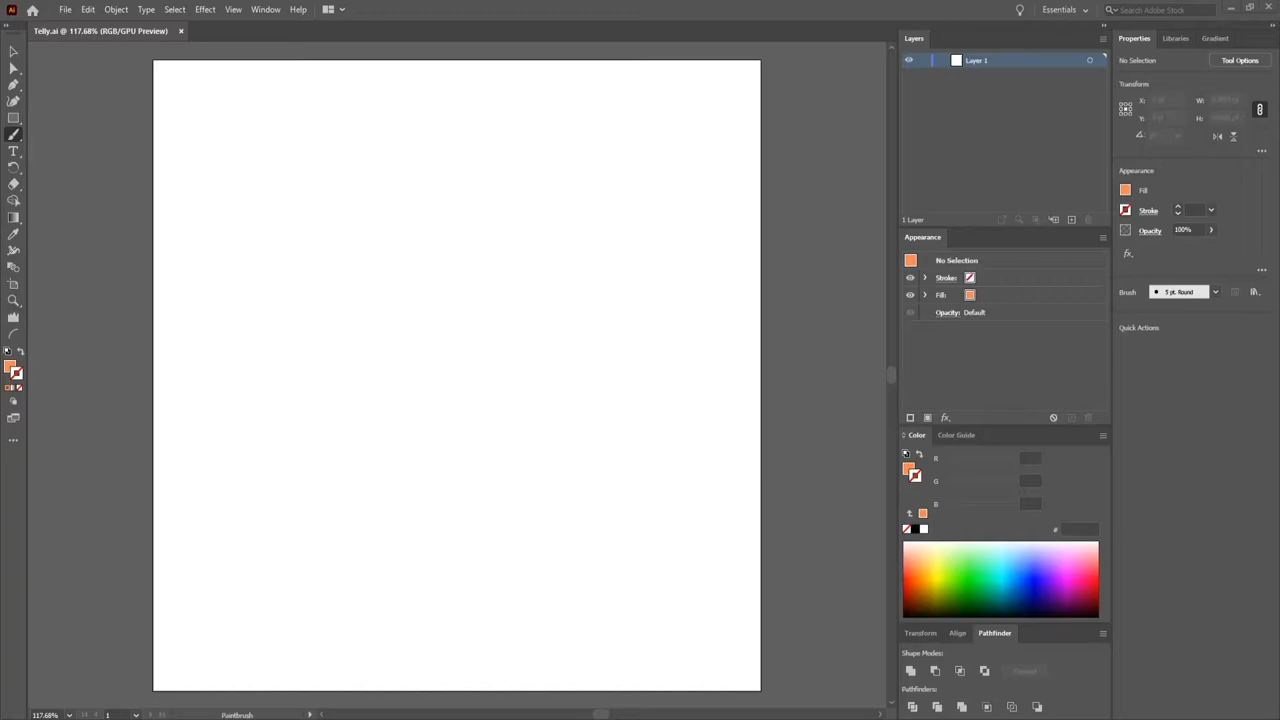 Ai File Edit Object Type Select Effect View Window Help Essentials Search Adobe Stock
Telly.ai @ 117.68% (RGB/GPU Preview) ×
Layers
Layer 1
1 Layer
Appearance
No Selection
Stroke:
Fill:
Opacity: Default
fx
Color Color Guide
R
G
B
#
Transform Align Pathfinder
Shape Modes:
Pathfinders:
Properties Libraries Gradient
No Selection Tool Options
Transform
X: W:
Y: H:
Appearance
Fill
Stroke
Opacity 100%
fx
Brush 5 pt. Round
Quick Actions
117.68% 1 Paintbrush